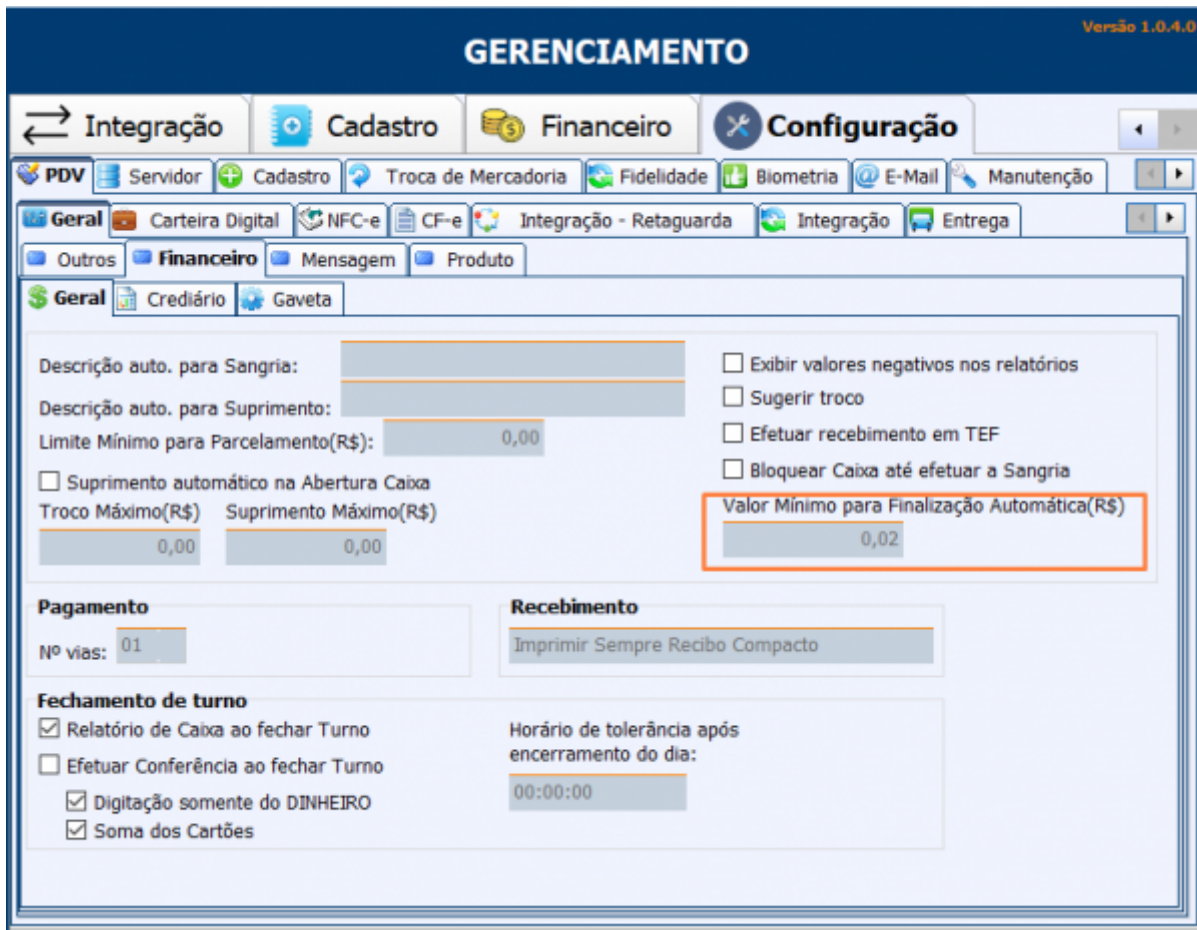 Versão 1.0.4.0
GERENCIAMENTO
Integração Cadastro Financeiro Configuração
PDV Servidor Cadastro Troca de Mercadoria Fidelidade Biometria E-Mail Manutenção
Geral Carteira Digital NFC-e CF-e Integração - Retaguarda Integração Entrega
Outros Financeiro Mensagem Produto
Geral Crediário Gaveta
Descrição auto. para Sangria:
Exibir valores negativos nos relatórios
Sugerir troco
Descrição auto. para Suprimento:
Limite Mínimo para Parcelamento(R$): 0,00
Efetuar recebimento em TEF
Bloquear Caixa até efetuar a Sangria
Suprimento automático na Abertura Caixa
Troco Máximo(R$) Suprimento Máximo(R$)
Valor Mínimo para Finalização Automática(R$)
0,00 0,00
0,02
Pagamento
Nº vias: 01
Recebimento
Imprimir Sempre Recibo Compacto
Fechamento de turno
Relatório de Caixa ao fechar Turno
Efetuar Conferência ao fechar Turno
Digitação somente do DINHEIRO
Soma dos Cartões
Horário de tolerância após
encerramento do dia:
00:00:00